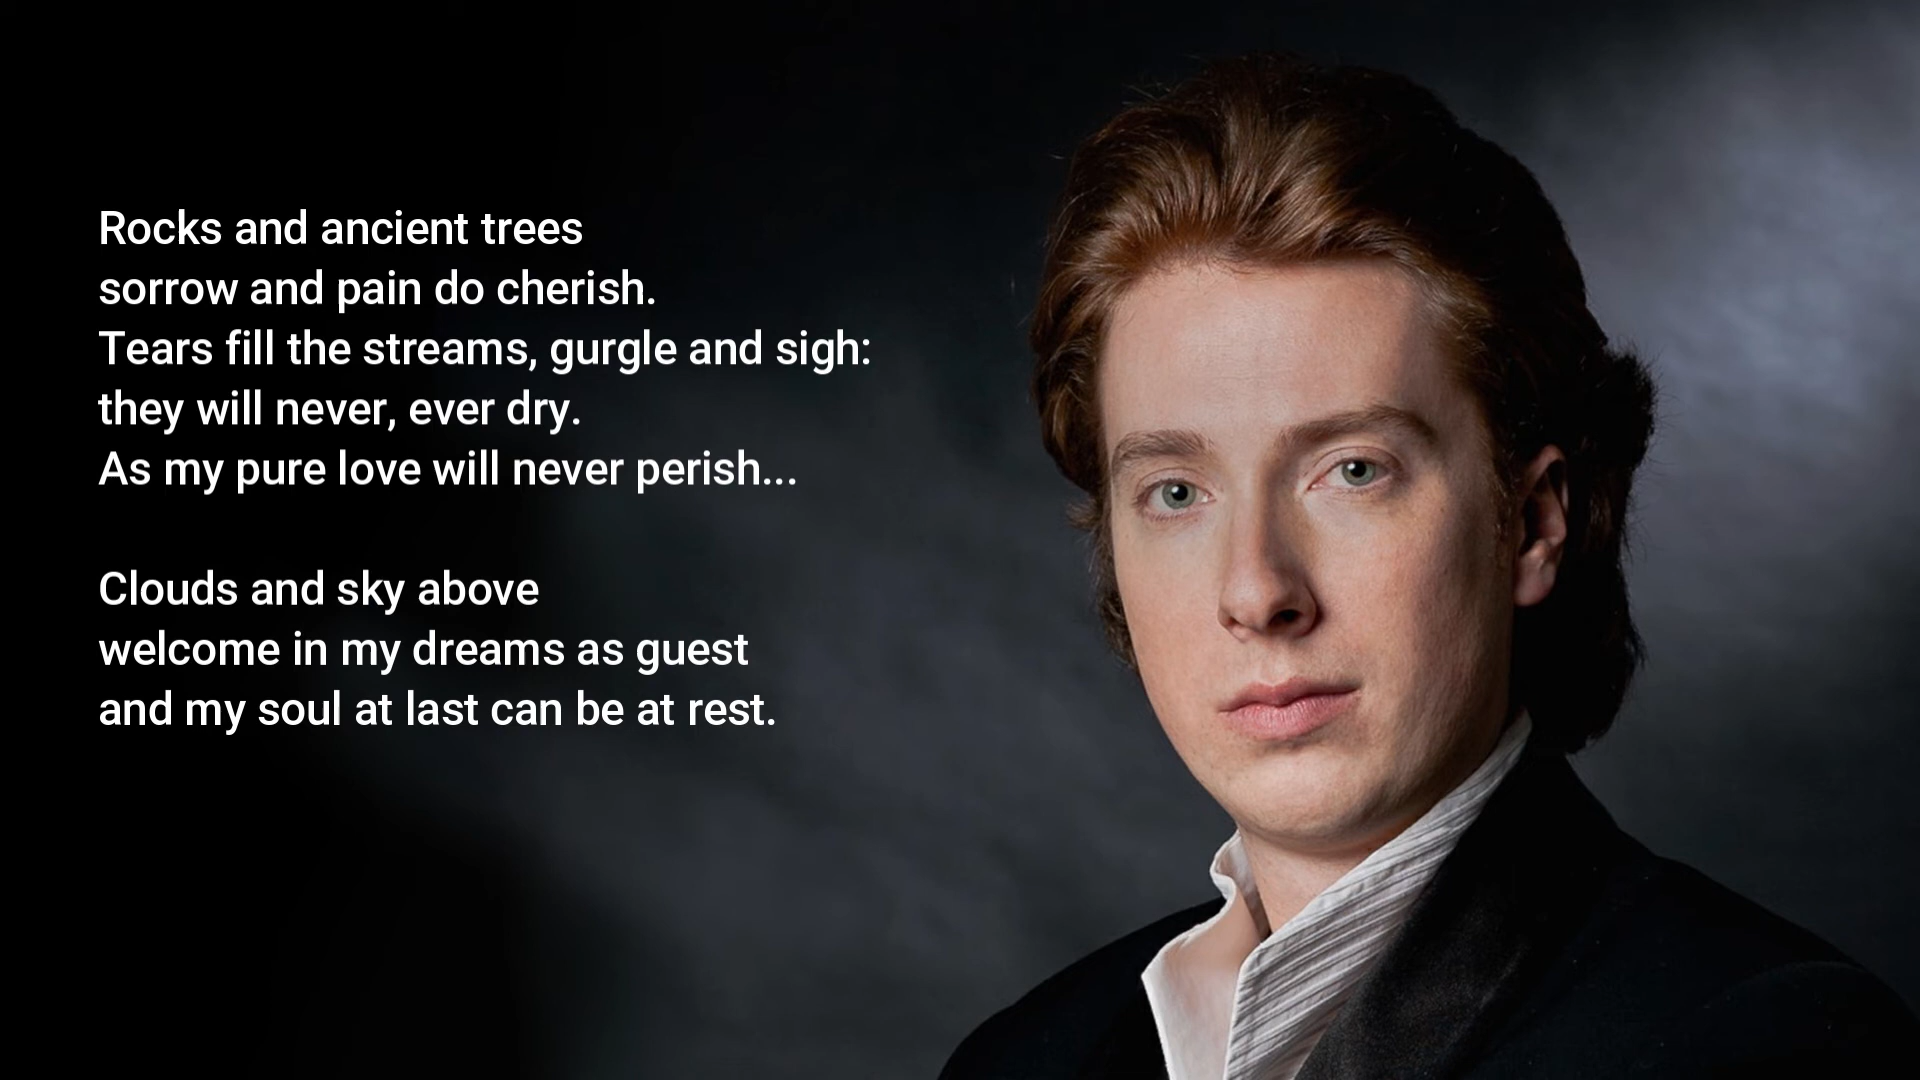 Rocks and ancient trees
sorrow and pain do cherish.
Tears fill the streams, gurgle and sigh:
they will never, ever dry.
As my pure love will never perish...

Clouds and sky above
welcome in my dreams as guest
and my soul at last can be at rest.